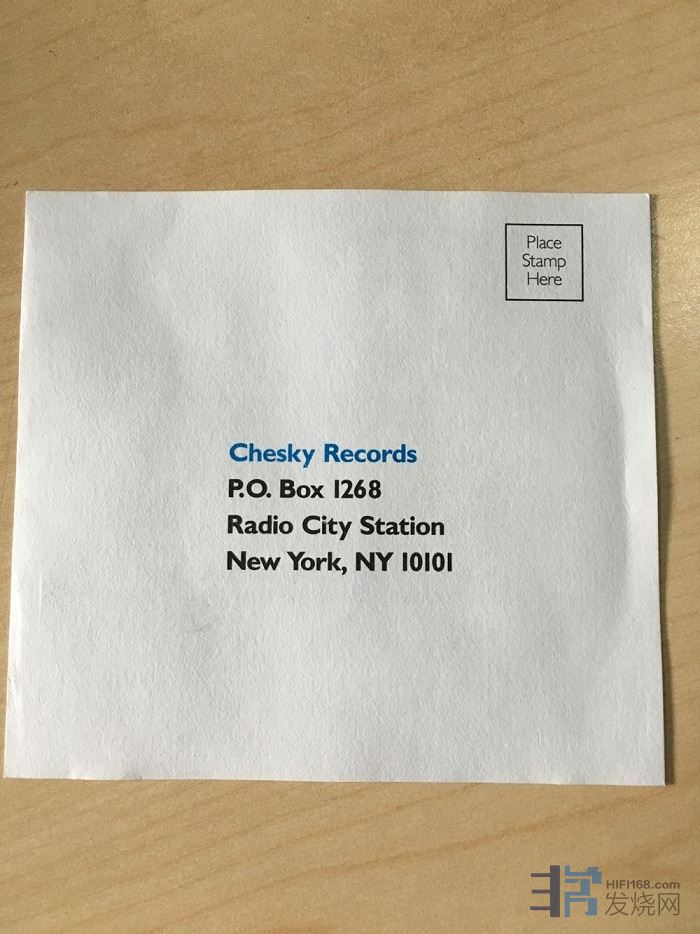 Place
Stamp
Here
Chesky Records
P.O. Box 1268
Radio City Station
New York, NY 10101
HIFI168.com
发烧网